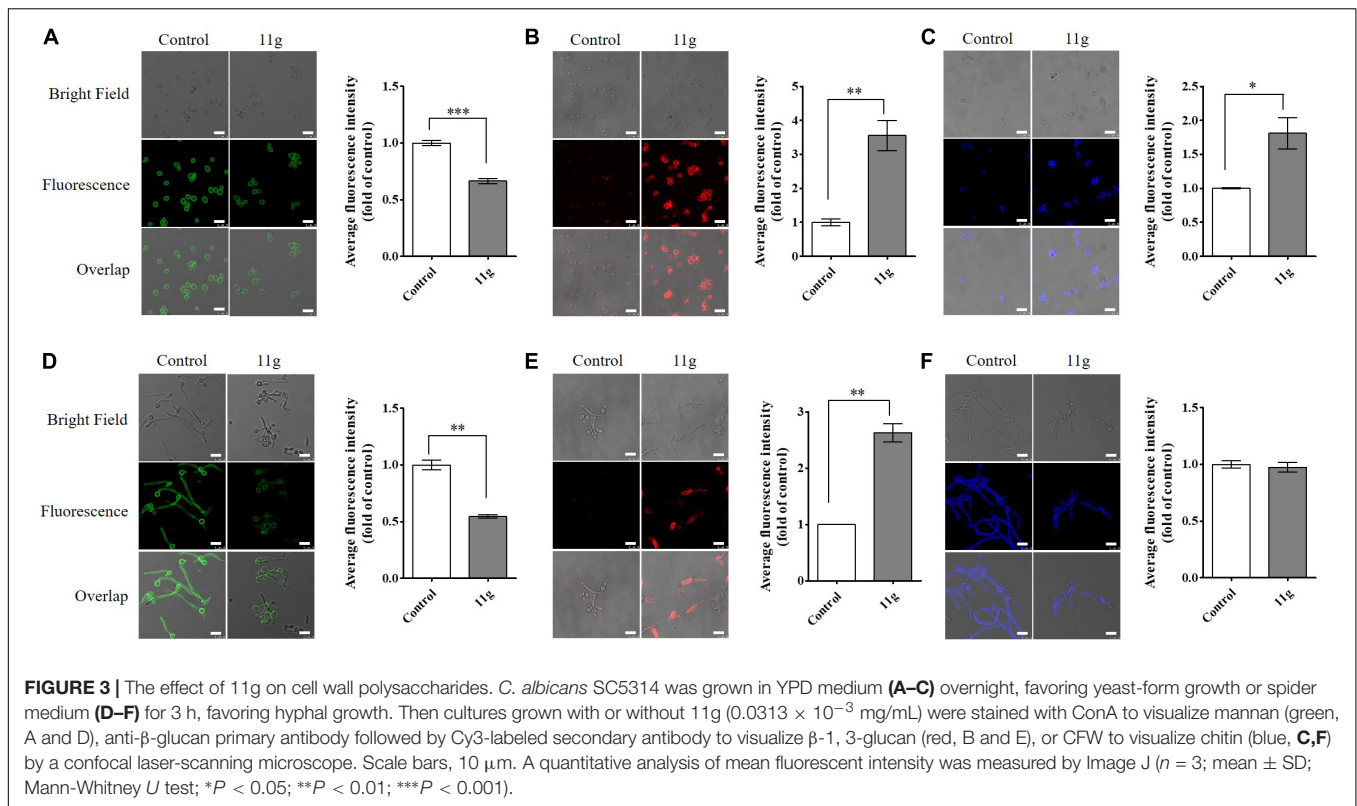 A
Control 11g
Bright Field
Fluorescence
Overlap
Average fluorescence intensity
(fold of control)
1.5
1.0
0.5
0.0
***
Control
11g
B
Control 11g
Average fluorescence intensity
(fold of control)
5
4
3
2
1
0
**
Control
11g
C
Control 11g
Average fluorescence intensity
(fold of control)
2.5
2.0
1.5
1.0
0.5
0.0
*
Control
11g
D
Control 11g
Bright Field
Fluorescence
Overlap
Average fluorescence intensity
(fold of control)
1.5
1.0
0.5
0.0
**
Control
11g
E
Control 11g
Average fluorescence intensity
(fold of control)
3
2
1
0
**
Control
11g
F
Control 11g
Average fluorescence intensity
(fold of control)
1.5
1.0
0.5
0.0
Control
11g
FIGURE 3 | The effect of 11g on cell wall polysaccharides. C. albicans SC5314 was grown in YPD medium (A–C) overnight, favoring yeast-form growth or spider
medium (D–F) for 3 h, favoring hyphal growth. Then cultures grown with or without 11g (0.0313 × 10⁻³ mg/mL) were stained with ConA to visualize mannan (green,
A and D), anti-β-glucan primary antibody followed by Cy3-labeled secondary antibody to visualize β-1, 3-glucan (red, B and E), or CFW to visualize chitin (blue, C,F)
by a confocal laser-scanning microscope. Scale bars, 10 μm. A quantitative analysis of mean fluorescent intensity was measured by Image J (n = 3; mean ± SD;
Mann-Whitney U test; *P < 0.05; **P < 0.01; ***P < 0.001).